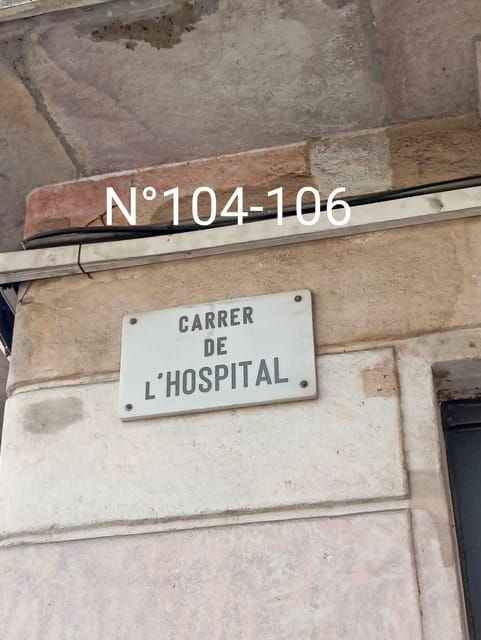 N°104-106
CARRER
DE
L'HOSPITAL